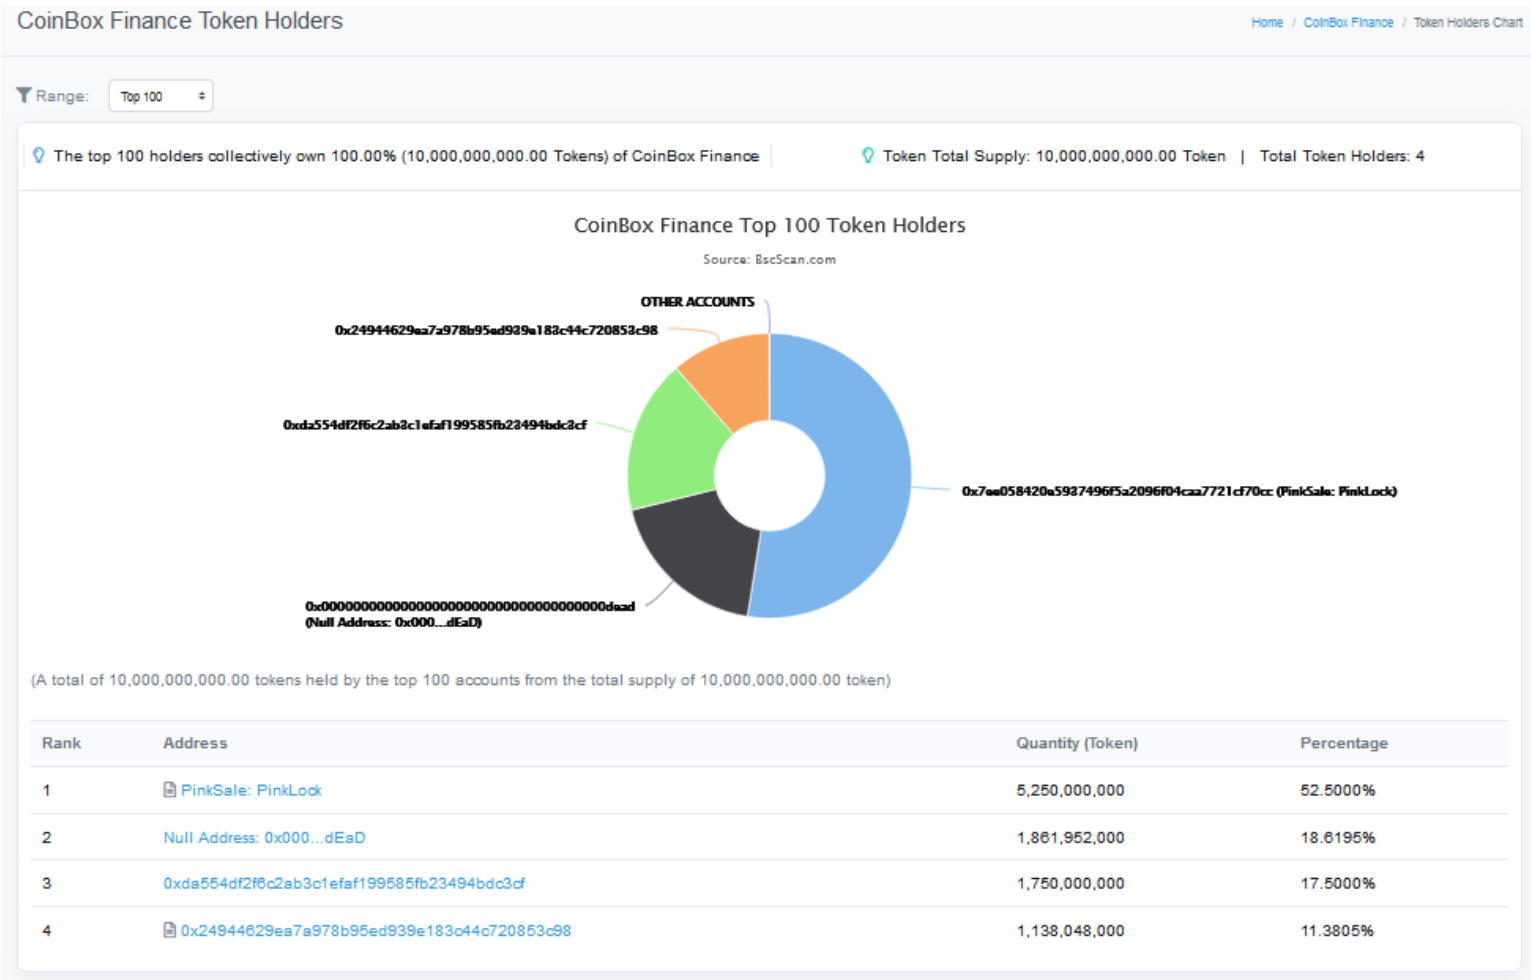 CoinBox Finance Token Holders
Home / CoinBox Finance / Token Holders Chart
Range: Top 100
The top 100 holders collectively own 100.00% (10,000,000,000.00 Tokens) of CoinBox Finance
Token Total Supply: 10,000,000,000.00 Token | Total Token Holders: 4
CoinBox Finance Top 100 Token Holders
Source: BscScan.com
OTHER ACCOUNTS
0x24944629ea7a978b95ed939e183c44c720853c98
0xda554df2f6c2ab3c1efaf199585fb23494bdc3cf
0x7ee058420e5937496f5a2096f04caa7721cf70cc (PinkSale: PinkLock)
0x000000000000000000000000000000000000dead
(Null Address: 0x000...dEaD)
(A total of 10,000,000,000.00 tokens held by the top 100 accounts from the total supply of 10,000,000,000.00 token)
Rank Address Quantity (Token) Percentage
1 PinkSale: PinkLock 5,250,000,000 52.5000%
2 Null Address: 0x000...dEaD 1,861,952,000 18.6195%
3 0xda554df2f6c2ab3c1efaf199585fb23494bdc3cf 1,750,000,000 17.5000%
4 0x24944629ea7a978b95ed939e183c44c720853c98 1,138,048,000 11.3805%